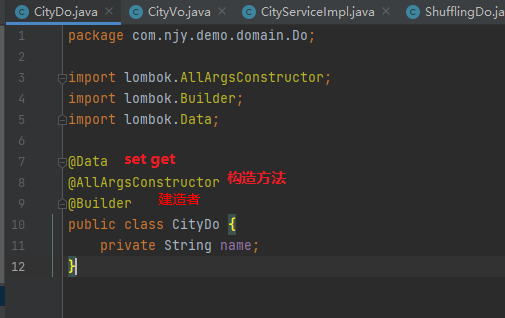 CityDo.java × CityVo.java × CityServiceImpl.java × ShufflingDo.ja
1 package com.njy.demo.domain.Do;
2
3 import lombok.AllArgsConstructor;
4 import lombok.Builder;
5 import lombok.Data;
6
7 @Data set get
8 @AllArgsConstructor 构造方法
9 @Builder 建造者
10 public class CityDo {
11 private String name;
12 }